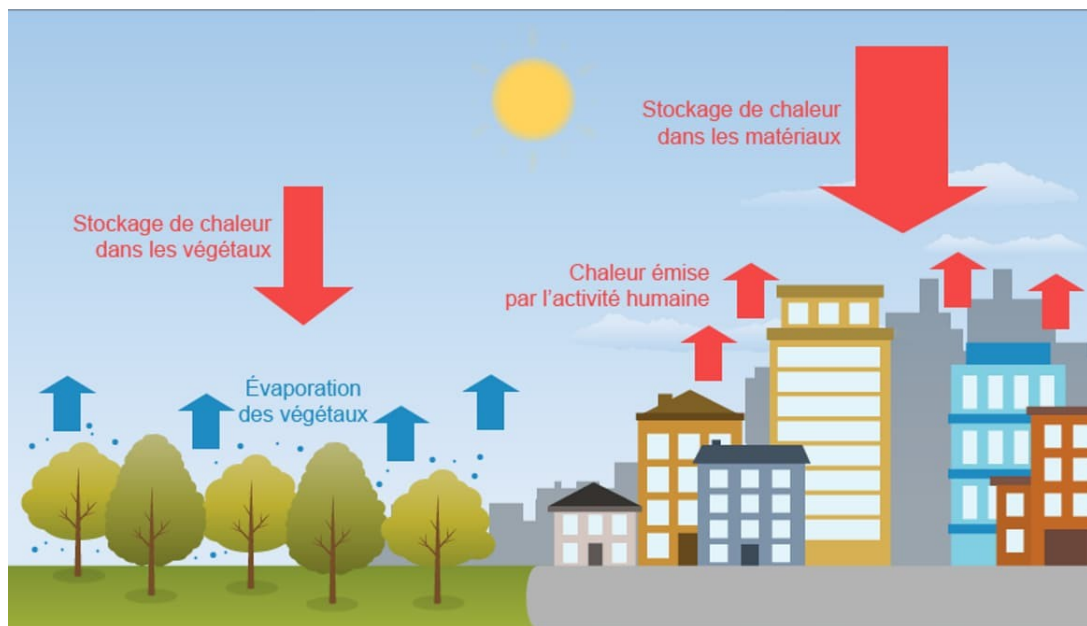 Stockage de chaleur
dans les matériaux
Stockage de chaleur
dans les végétaux
Chaleur émise
par l'activité humaine
Évaporation
des végétaux